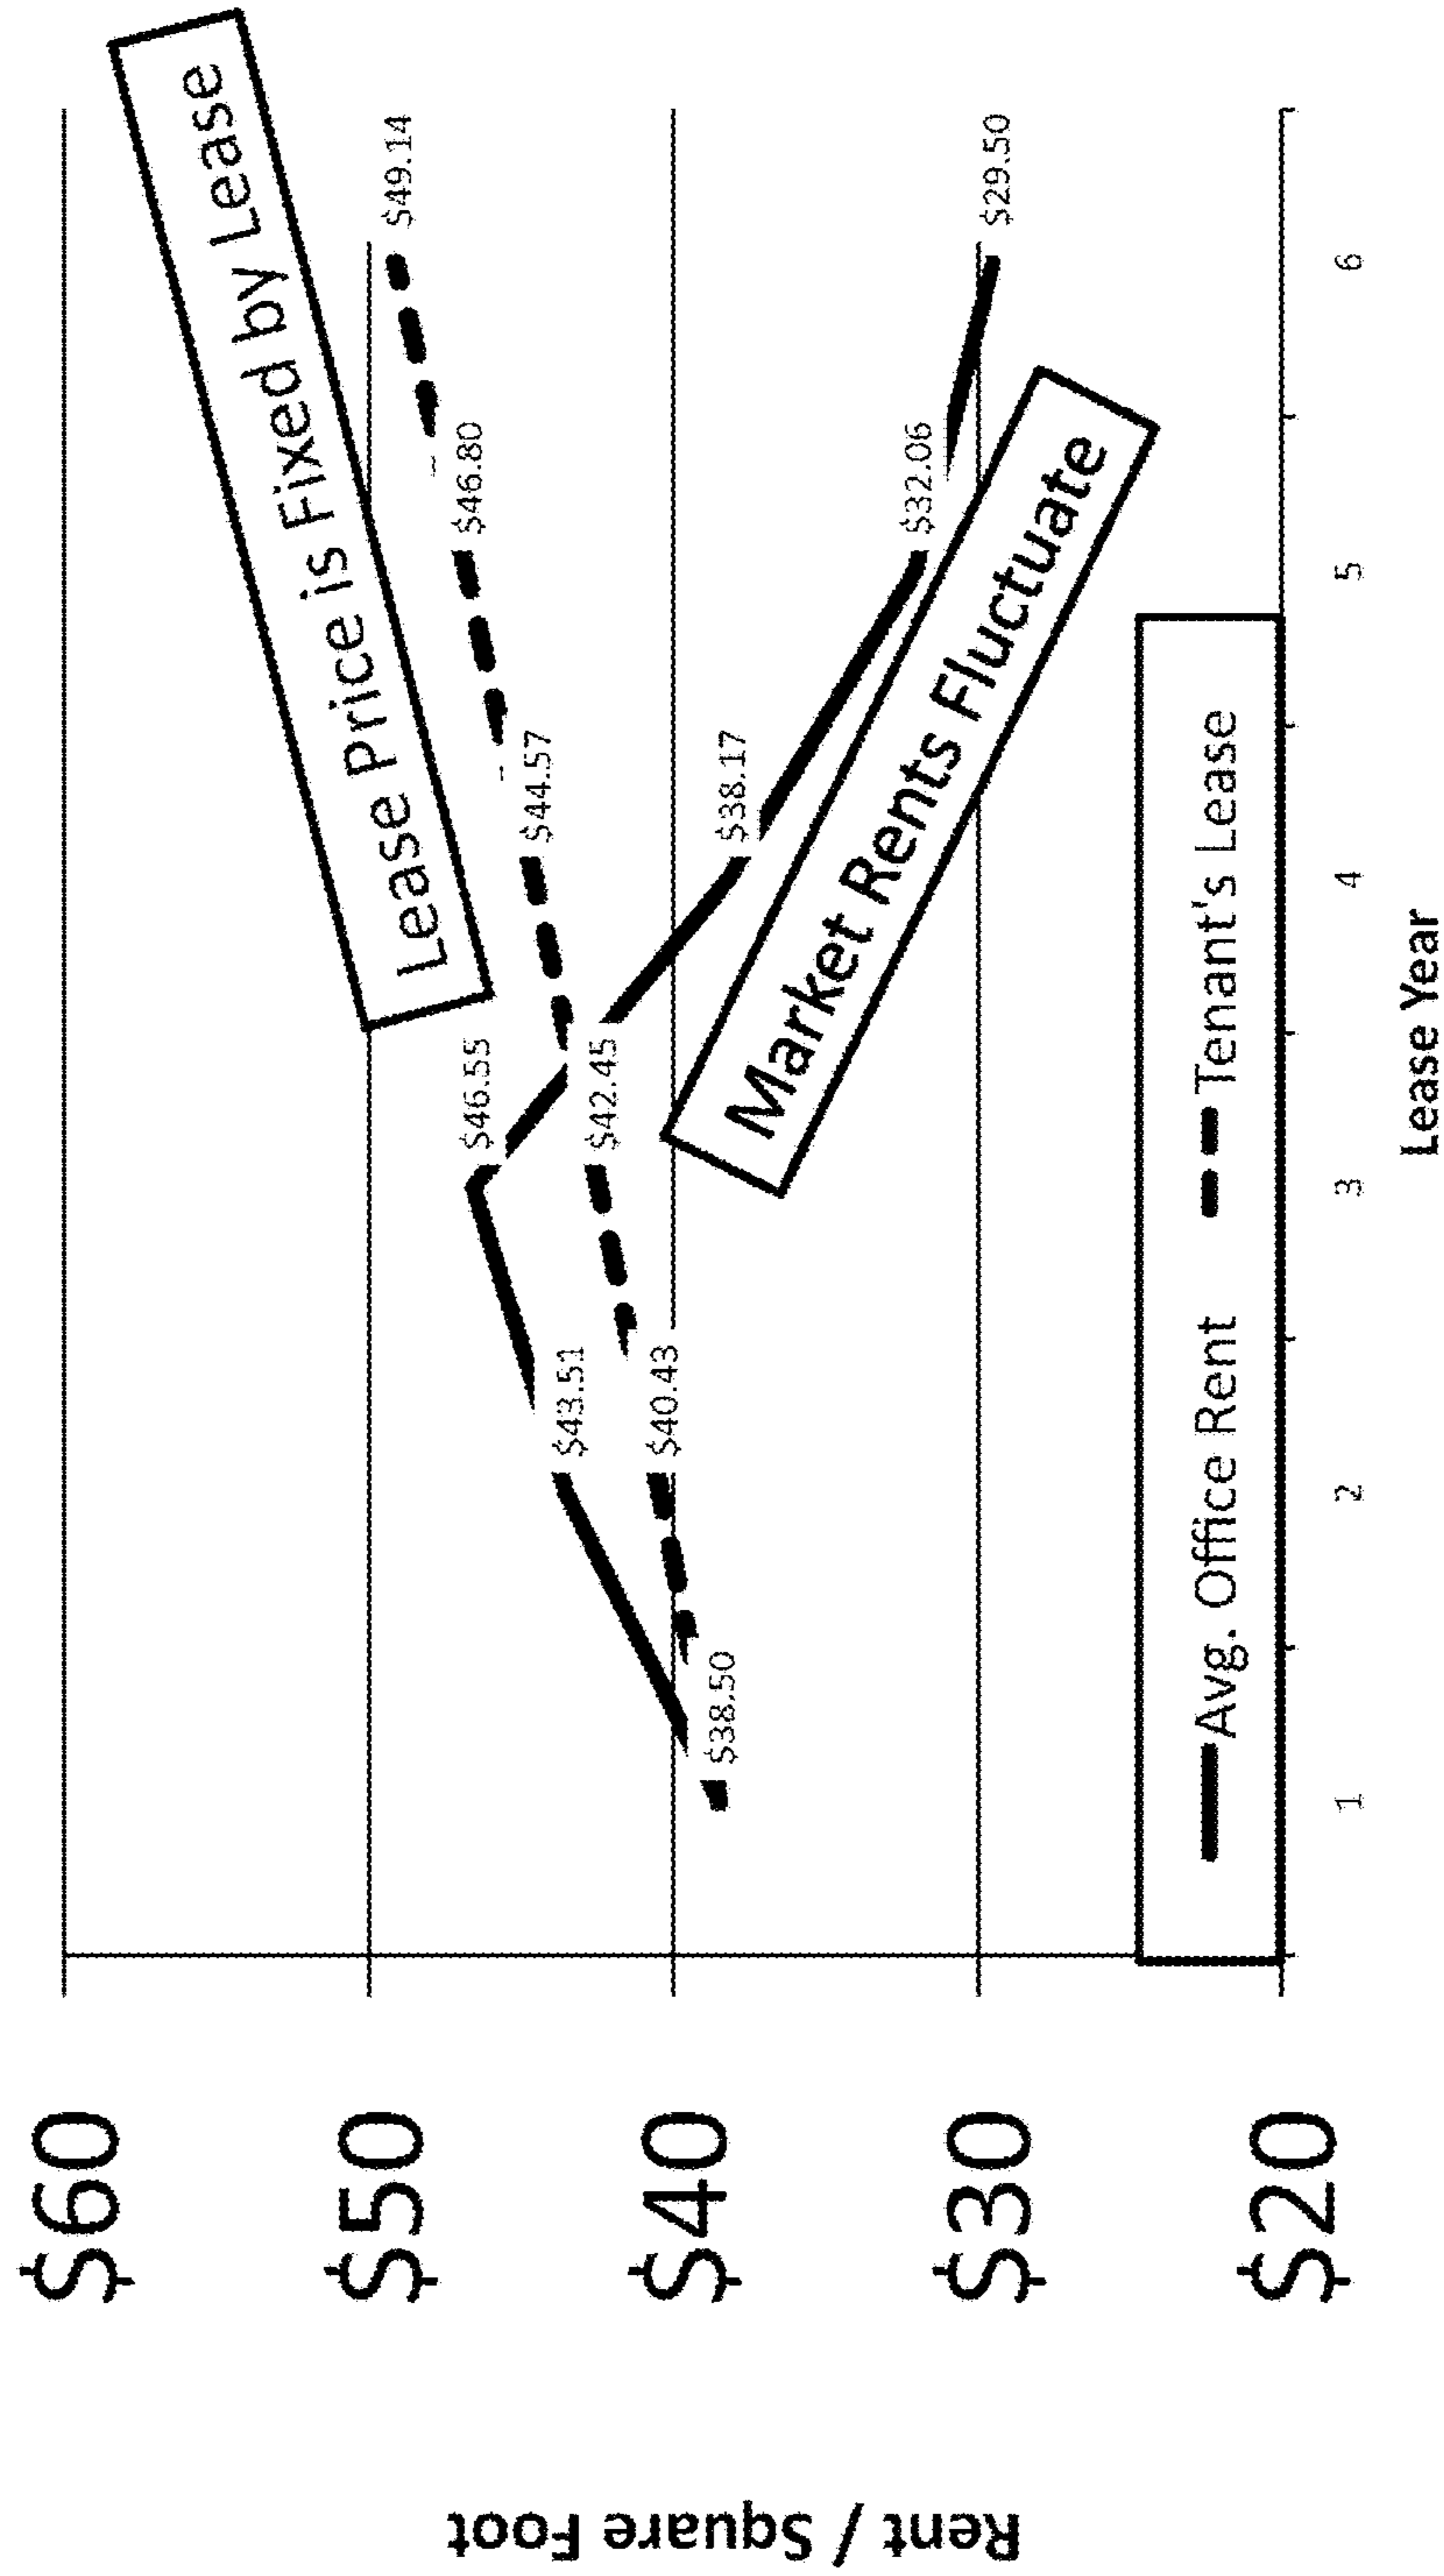 Rent / Square Foot
$60
$50
$40
$30
$20
Lease Price is Fixed by Lease
Market Rents Fluctuate
$49.14
$46.80
$44.57
$42.45
$40.43
$38.50
$43.51
$46.55
$38.17
$32.06
$29.50
Avg. Office Rent Tenant's Lease
1 2 3 4 5 6
Lease Year